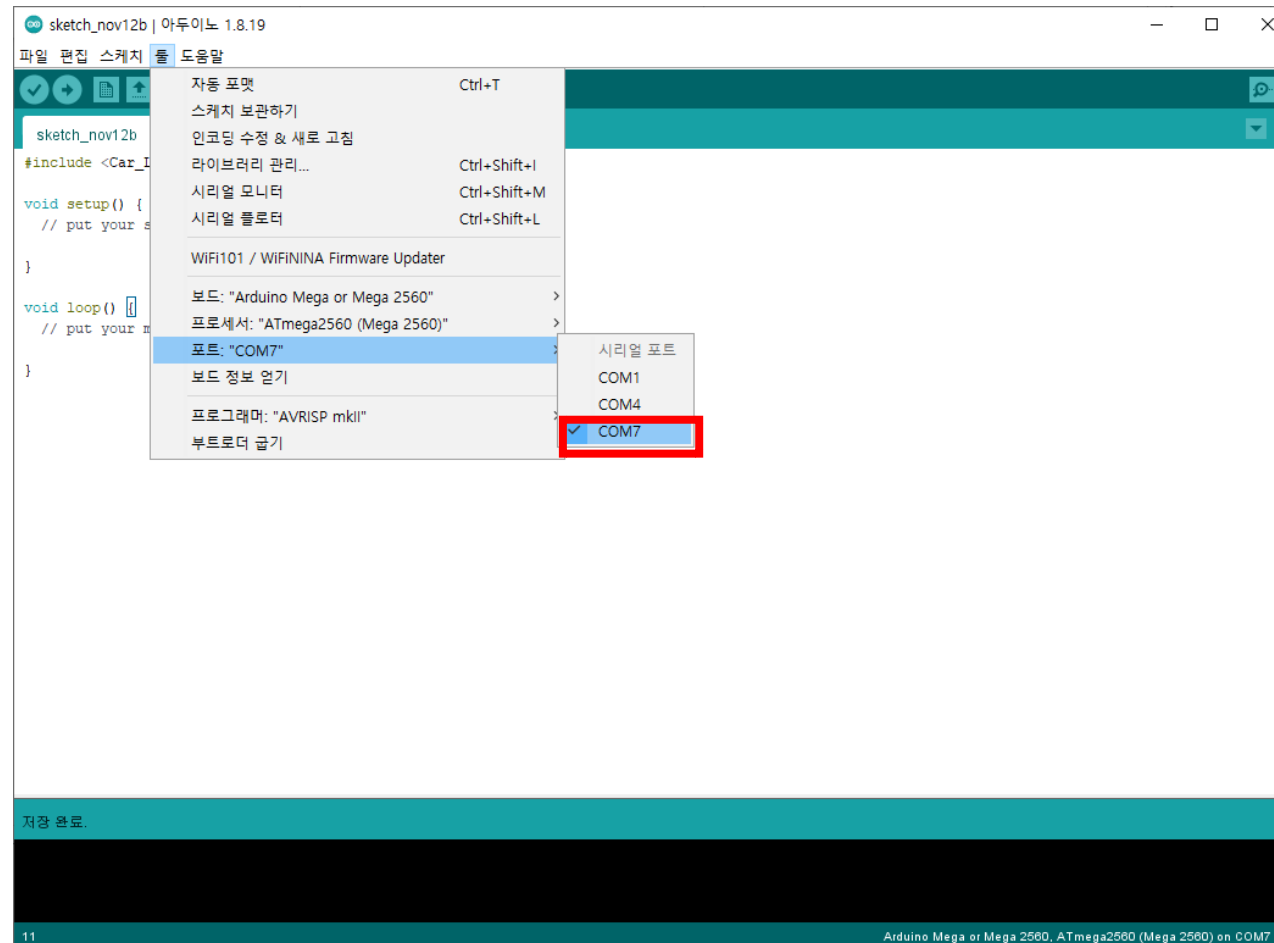 sketch_nov12b | 아두이노 1.8.19
파일 편집 스케치 툴 도움말
sketch_nov12b
#include <Car_L
void setup() {
// put your s
}
void loop() {
// put your m
}
자동 포맷 Ctrl+T
스케치 보관하기
인코딩 수정 & 새로 고침
라이브러리 관리... Ctrl+Shift+I
시리얼 모니터 Ctrl+Shift+M
시리얼 플로터 Ctrl+Shift+L
WiFi101 / WiFiNINA Firmware Updater
보드: "Arduino Mega or Mega 2560"
프로세서: "ATmega2560 (Mega 2560)"
포트: "COM7"
보드 정보 얻기
프로그래머: "AVRISP mkII"
부트로더 굽기
시리얼 포트
COM1
COM4
COM7
저장 완료.
11 Arduino Mega or Mega 2560, ATmega2560 (Mega 2560) on COM7